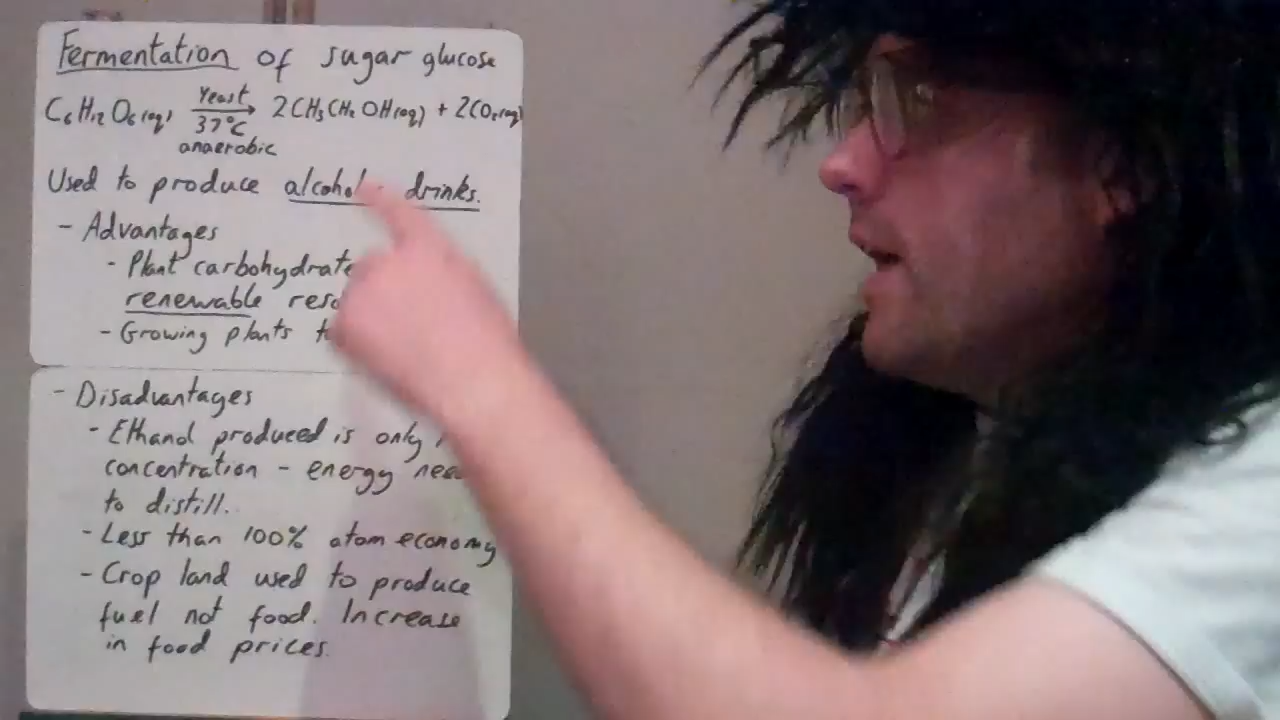 Fermentation of sugar glucose
C₆H₁₂O₆(aq) Yeast 37°C anaerobic → 2CH₃CH₂OH(aq) + 2CO₂(aq)
Used to produce alcohol drinks.
- Advantages
- Plant carbohydrate
renewable
- Growing plants
- Disadvantages
- Ethanol produced is only
concentration - energy
to distill.
- Less than 100% atom economy
- Crop land used to produce
fuel not food. Increase
in food prices.